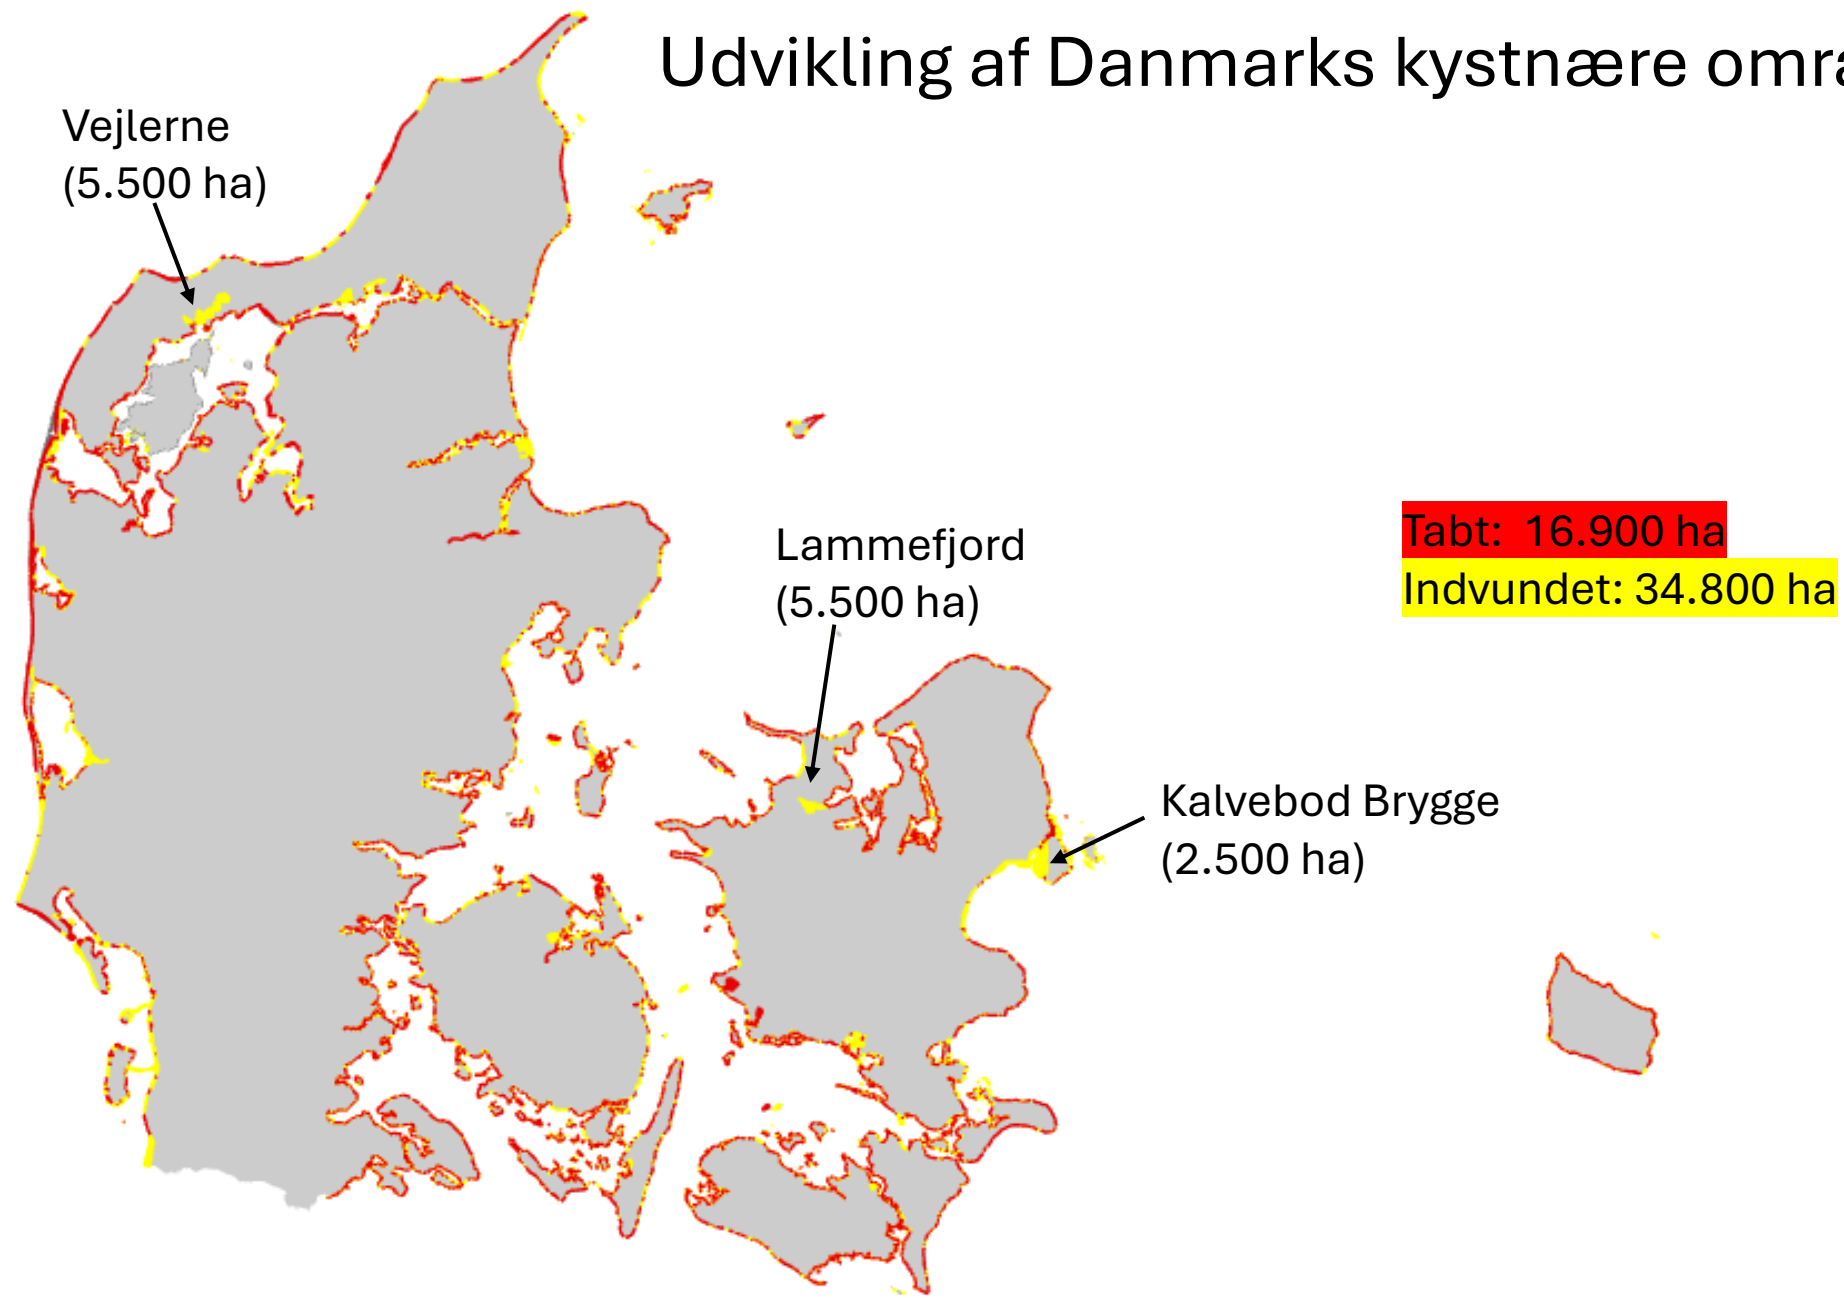 Udvikling af Danmarks kystnære områ
Vejlerne
(5.500 ha)
Lammefjord
(5.500 ha)
Tabt:  16.900 ha
Indvundet: 34.800 ha
Kalvebod Brygge
(2.500 ha)